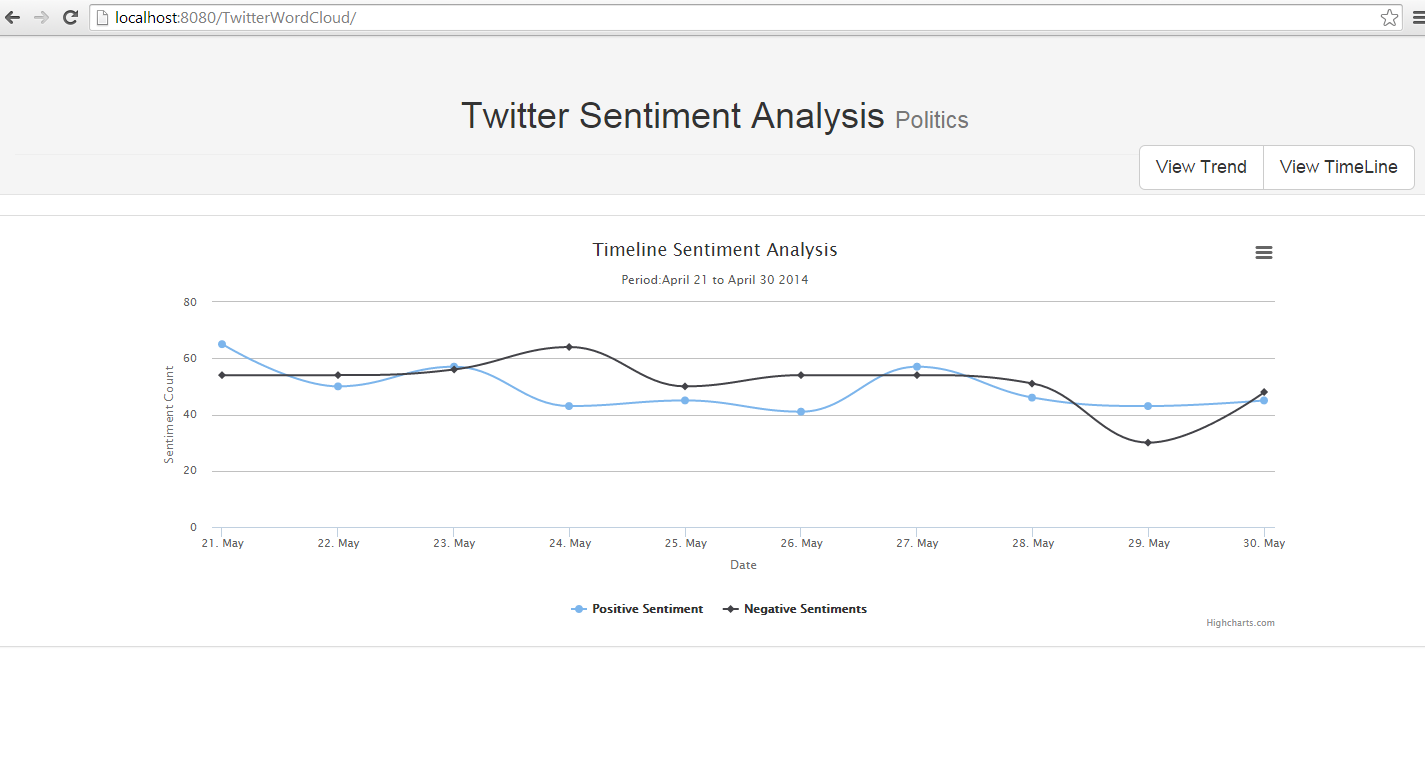 localhost:8080/TwitterWordCloud/
Twitter Sentiment Analysis Politics
View Trend View TimeLine
Timeline Sentiment Analysis
Period:April 21 to April 30 2014
80
60
40
20
0
Sentiment Count
21. May 22. May 23. May 24. May 25. May 26. May 27. May 28. May 29. May 30. May
Date
Positive Sentiment Negative Sentiments
Highcharts.com